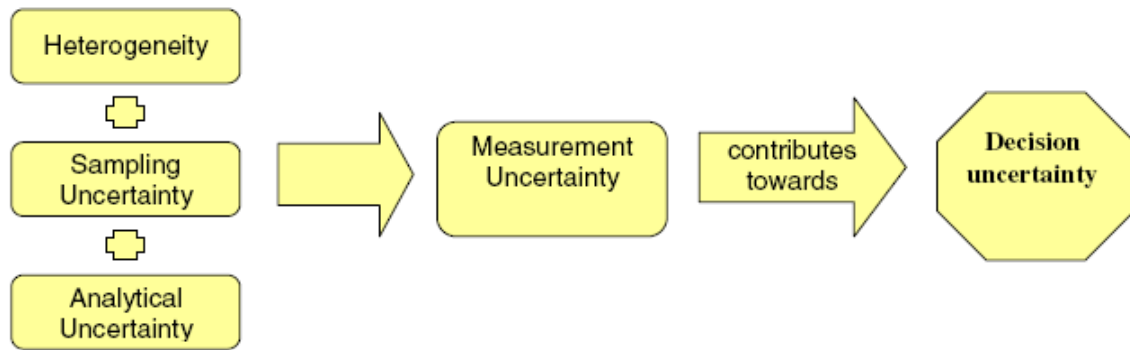 Heterogeneity
Sampling
Uncertainty
Analytical
Uncertainty
Measurement
Uncertainty
contributes
towards
Decision
uncertainty